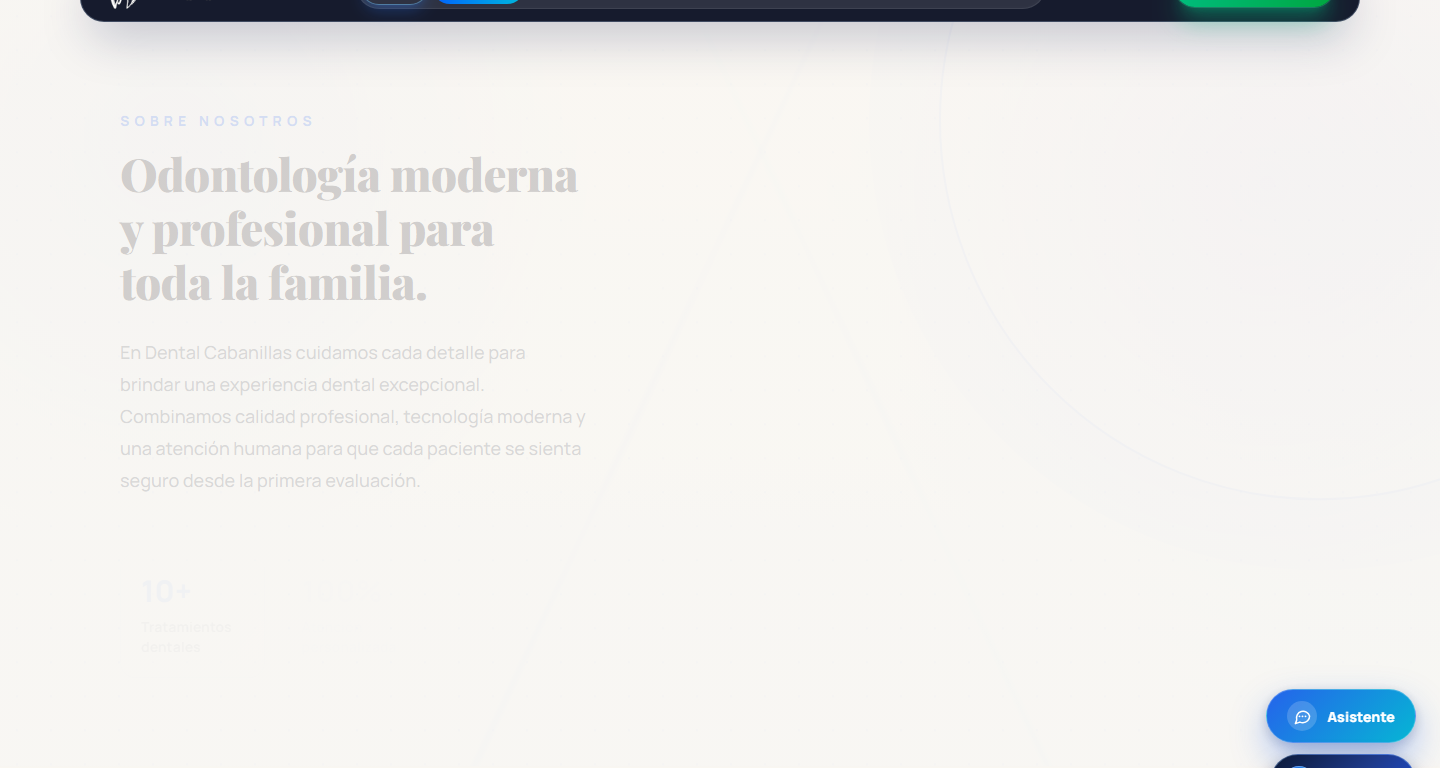 SOBRE NOSOTROS
Odontología moderna
y profesional para
toda la familia.
En Dental Cabanillas cuidamos cada detalle para
brindar una experiencia dental excepcional.
Combinamos calidad profesional, tecnología moderna y
una atención humana para que cada paciente se sienta
seguro desde la primera evaluación.
10+
Tratamientos
dentales
Asistente